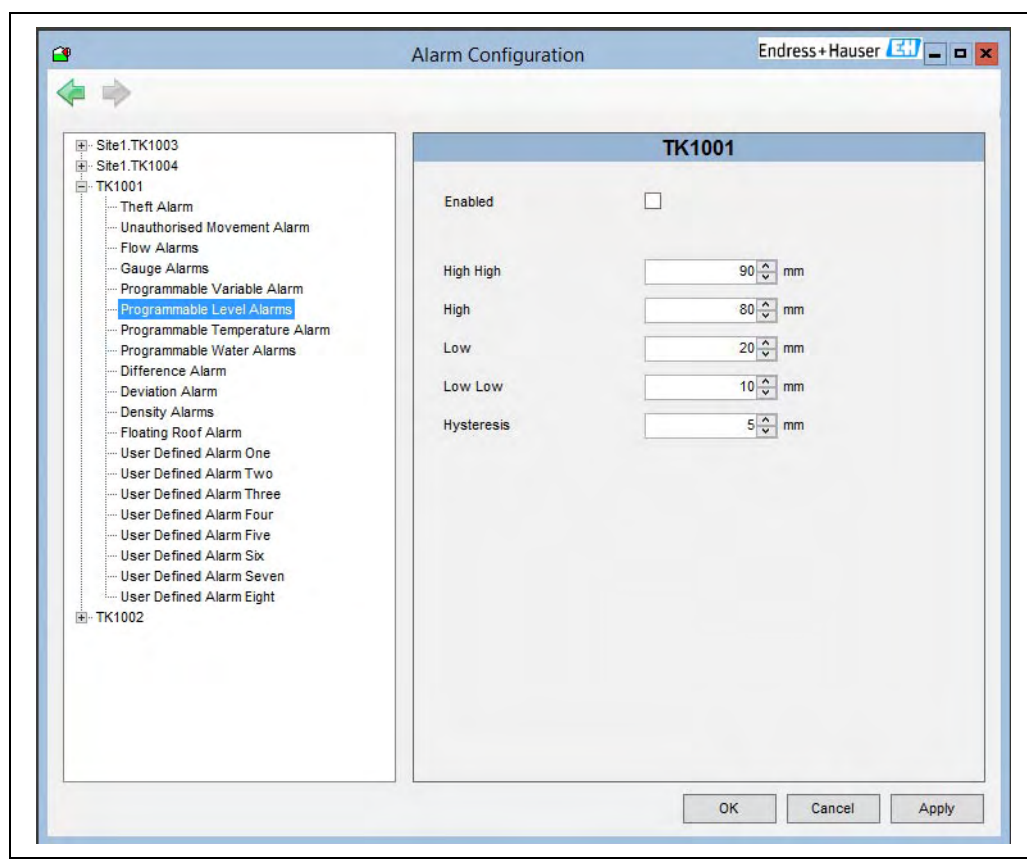 Alarm Configuration
Endress+Hauser EH
Site1.TK1003
Site1.TK1004
TK1001
Theft Alarm
Unauthorised Movement Alarm
Flow Alarms
Gauge Alarms
Programmable Variable Alarm
Programmable Level Alarms
Programmable Temperature Alarm
Programmable Water Alarms
Difference Alarm
Deviation Alarm
Density Alarms
Floating Roof Alarm
User Defined Alarm One
User Defined Alarm Two
User Defined Alarm Three
User Defined Alarm Four
User Defined Alarm Five
User Defined Alarm Six
User Defined Alarm Seven
User Defined Alarm Eight
TK1002
TK1001
Enabled
High High 90 mm
High 80 mm
Low 20 mm
Low Low 10 mm
Hysteresis 5 mm
OK Cancel Apply